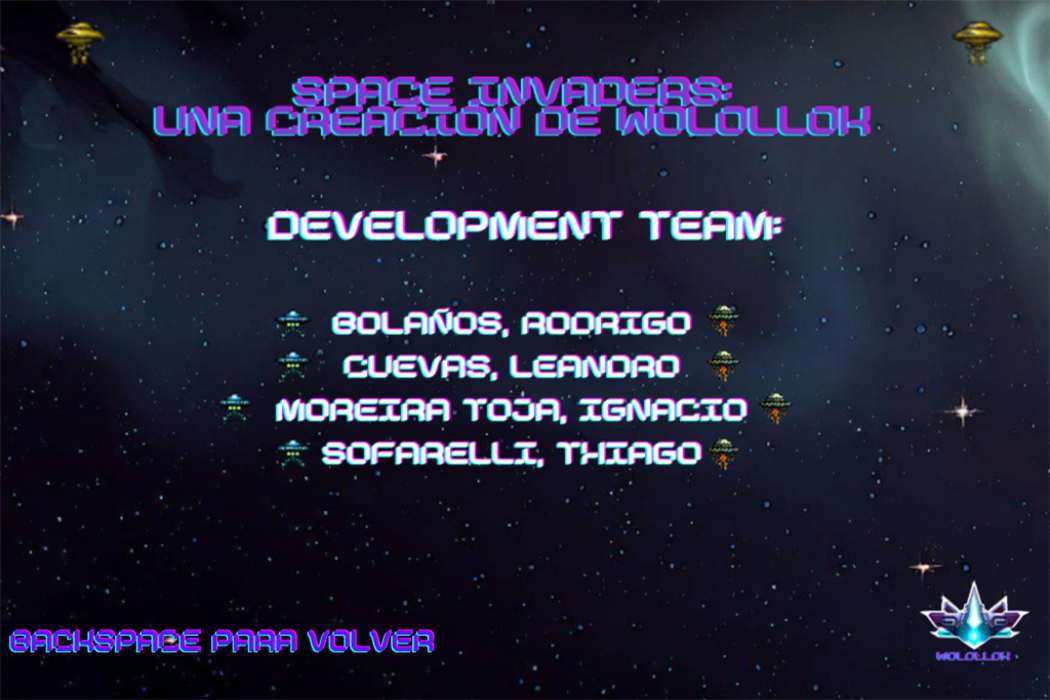 SPACE INVADERS:
UNA CREACION DE WOLOLLOK
DEVELOPMENT TEAM:
BOLAÑOS, RODRIGO
CUEVAS, LEANDRO
MOREIRA TOJA, IGNACIO
SOFARELLI, THIAGO
BACKSPACE PARA VOLVER
WOLOLLOK